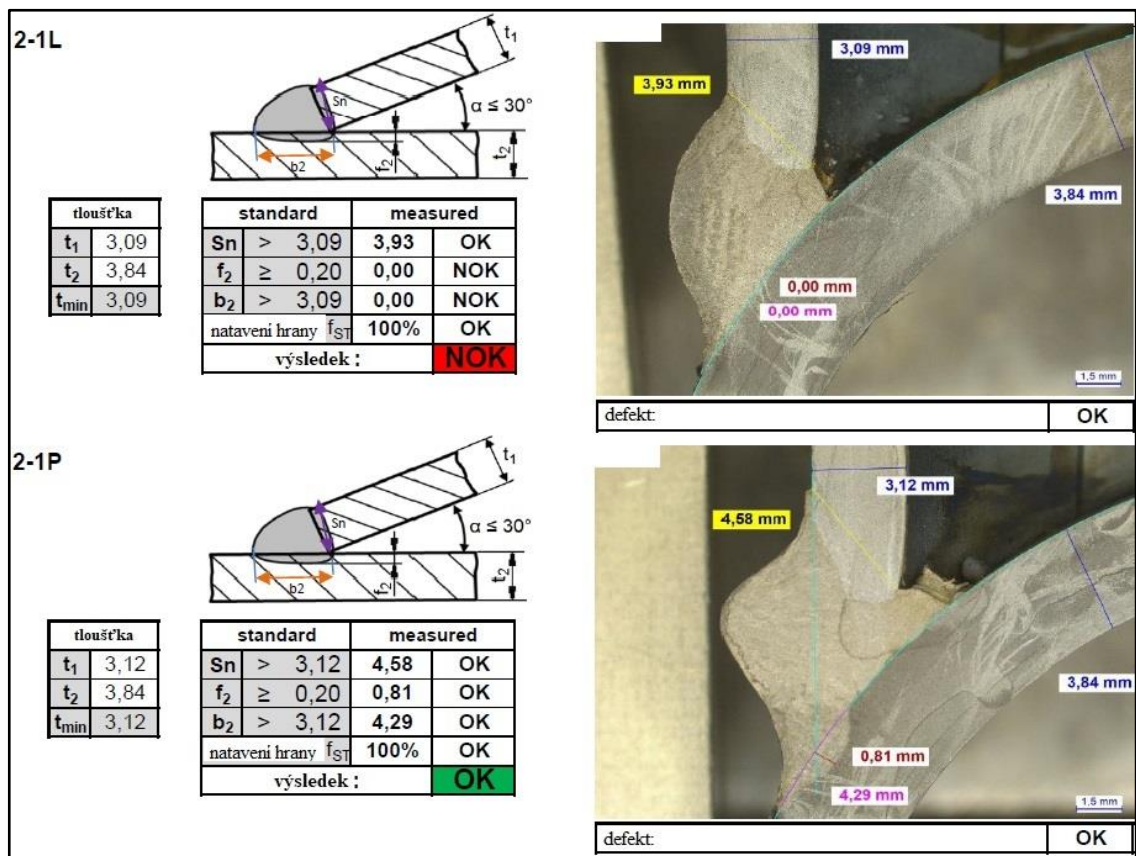 2-1L
t1
Sn
α ≤ 30°
b2
f2
t2
tloušťka
t1 3,09
t2 3,84
tmin 3,09
standard measured
Sn > 3,09 3,93 OK
f2 ≥ 0,20 0,00 NOK
b2 > 3,09 0,00 NOK
natavení hrany fST 100% OK
výsledek : NOK
3,09 mm
3,93 mm
3,84 mm
0,00 mm
0,00 mm
1,5 mm
defekt: OK
2-1P
t1
Sn
α ≤ 30°
b2
f2
t2
tloušťka
t1 3,12
t2 3,84
tmin 3,12
standard measured
Sn > 3,12 4,58 OK
f2 ≥ 0,20 0,81 OK
b2 > 3,12 4,29 OK
natavení hrany fST 100% OK
výsledek : OK
3,12 mm
4,58 mm
3,84 mm
0,81 mm
4,29 mm
1,5 mm
defekt: OK